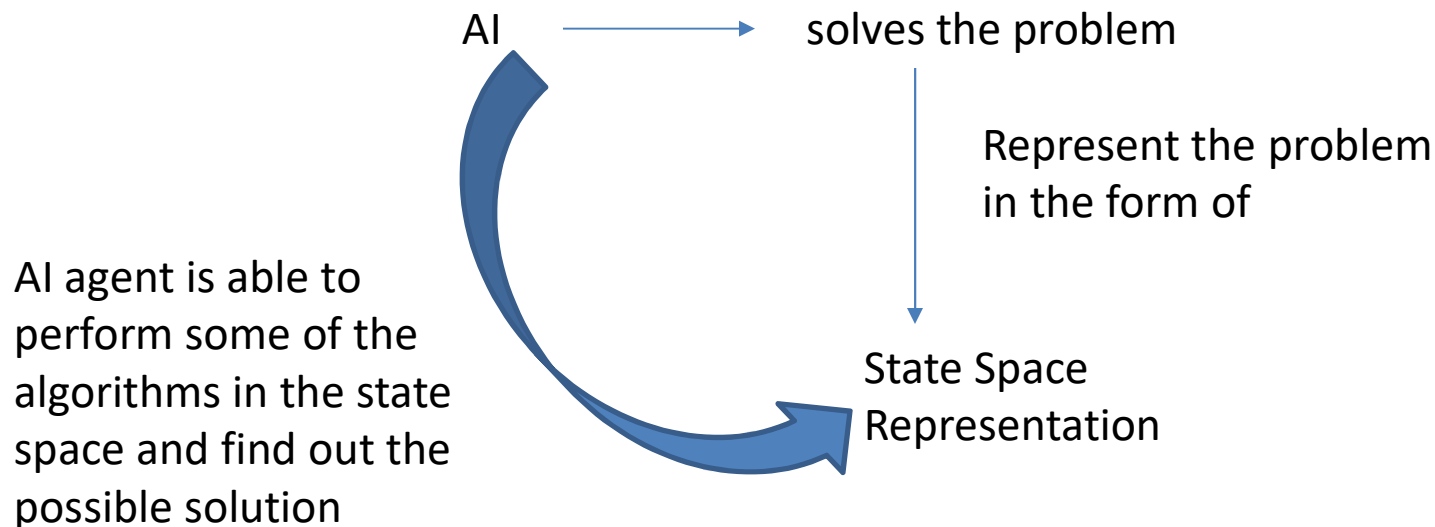 AI
solves the problem
Represent the problem
in the form of
AI agent is able to
perform some of the
algorithms in the state
space and find out the
possible solution
State Space
Representation